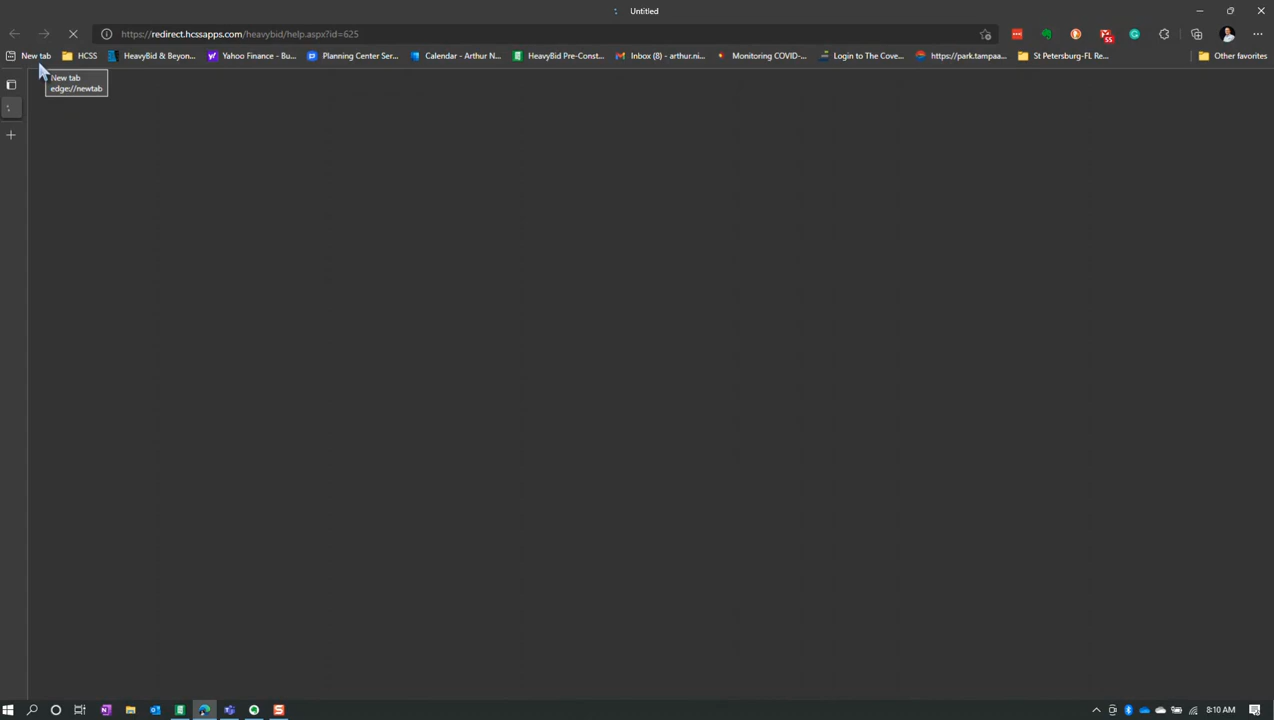 Untitled
https://redirect.hcssapps.com/heavybid/help.aspx?id=625
55
New tab HCSS HeavyBid & Beyon... Yahoo Finance - Bu... Planning Center Ser... Calendar - Arthur N... HeavyBid Pre-Const... Inbox (8) - arthur.ni... Monitoring COVID-... Login to The Cove... https://park.tampaa... St Petersburg-FL Re... Other favorites
New tab
edge://newtab
8:10 AM